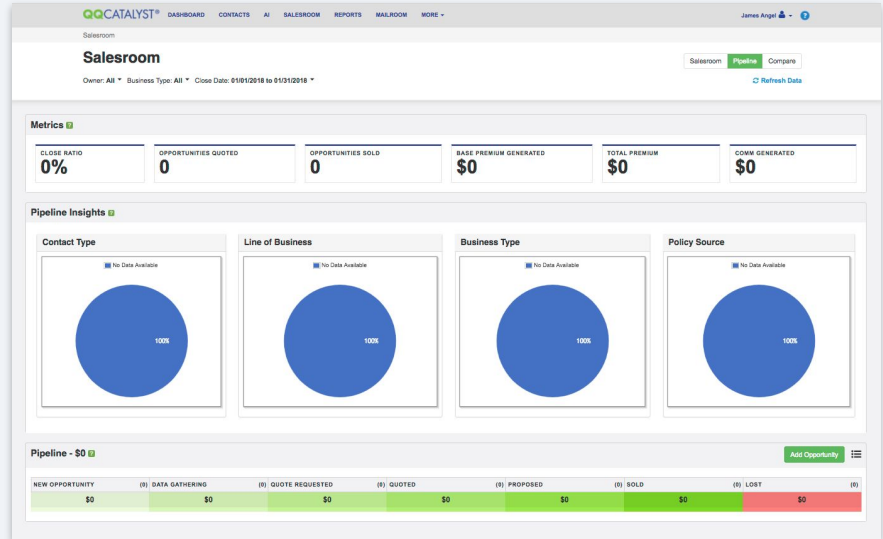 QQCATALYST® DASHBOARD CONTACTS AI SALESROOM REPORTS MAILROOM MORE James Angel ?
Salesroom
Salesroom
Salesroom Pipeline Compare
Owner: All Business Type: All Close Date: 01/01/2018 to 01/31/2018 Refresh Data
Metrics ?
CLOSE RATIO OPPORTUNITIES QUOTED OPPORTUNITIES SOLD BASE PREMIUM GENERATED TOTAL PREMIUM COMM GENERATED
0% 0 0 $0 $0 $0
Pipeline Insights ?
Contact Type Line of Business Business Type Policy Source
No Data Available No Data Available No Data Available No Data Available
100% 100% 100% 100%
Pipeline - $0 ? Add Opportunity
NEW OPPORTUNITY (0) DATA GATHERING (0) QUOTE REQUESTED (0) QUOTED (0) PROPOSED (0) SOLD (0) LOST (0)
$0 $0 $0 $0 $0 $0 $0